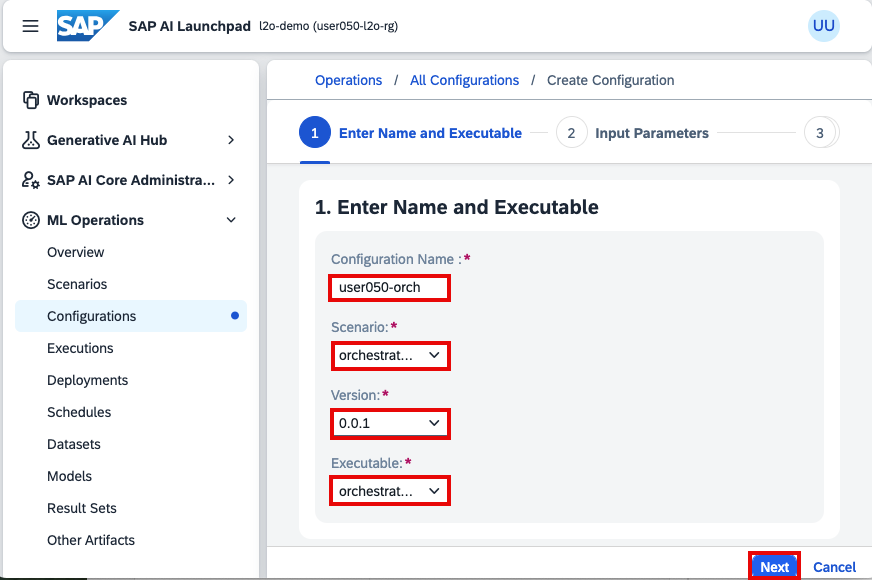 SAP SAP AI Launchpad l2o-demo (user050-l2o-rg) UU
Workspaces
Generative AI Hub
SAP AI Core Administra...
ML Operations
Overview
Scenarios
Configurations
Executions
Deployments
Schedules
Datasets
Models
Result Sets
Other Artifacts
Operations / All Configurations / Create Configuration
1 Enter Name and Executable 2 Input Parameters 3
1. Enter Name and Executable
Configuration Name :*
user050-orch
Scenario:*
orchestrat...
Version:*
0.0.1
Executable:*
orchestrat...
Next Cancel